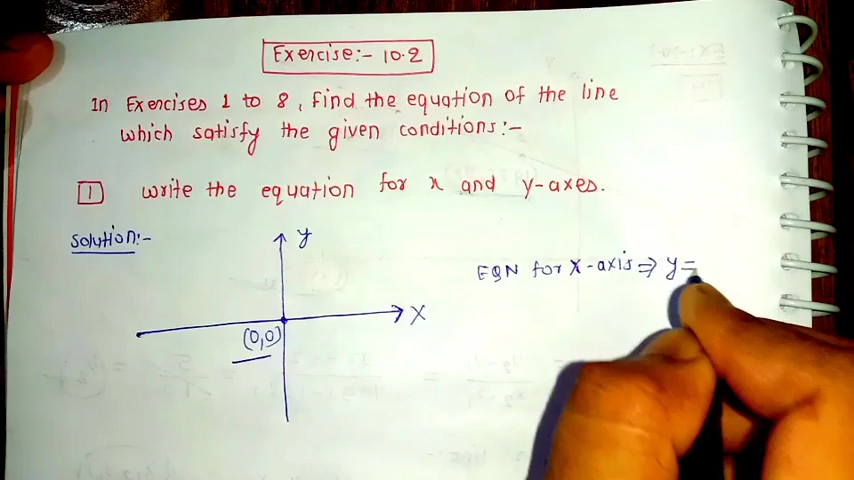 Exercise:- 10.2
In Exercises 1 to 8, find the equation of the line
which satisfy the given conditions:-
1 write the equation for x and y-axes.
Solution:-
y
EQN for x-axis ⇒ y=
X
(0,0)